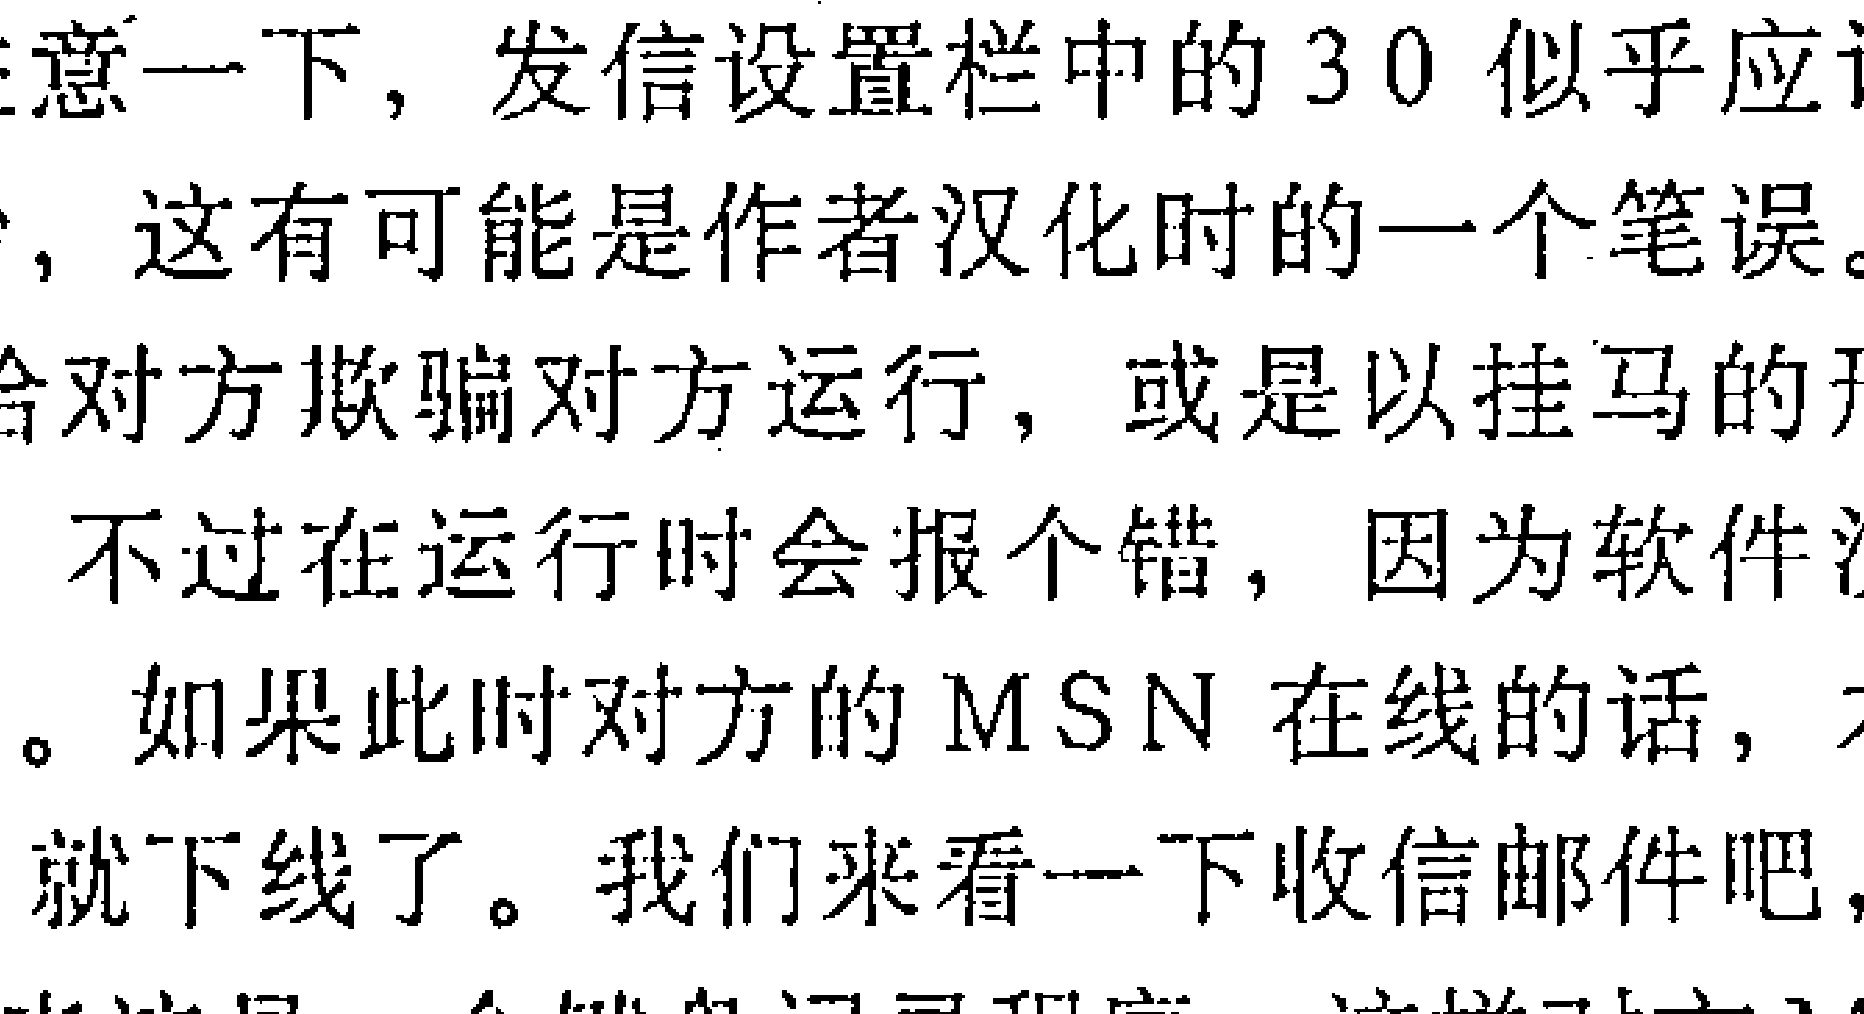 意一下，发信设置栏中的30似乎应
，这有可能是作者汉化时的一个笔误。
给对方欺骗对方运行，或是以挂马的
不过在运行时会报个错，因为软件
。如果此时对方的MSN在线的话，
就下线了。我们来看一下收信邮件吧，